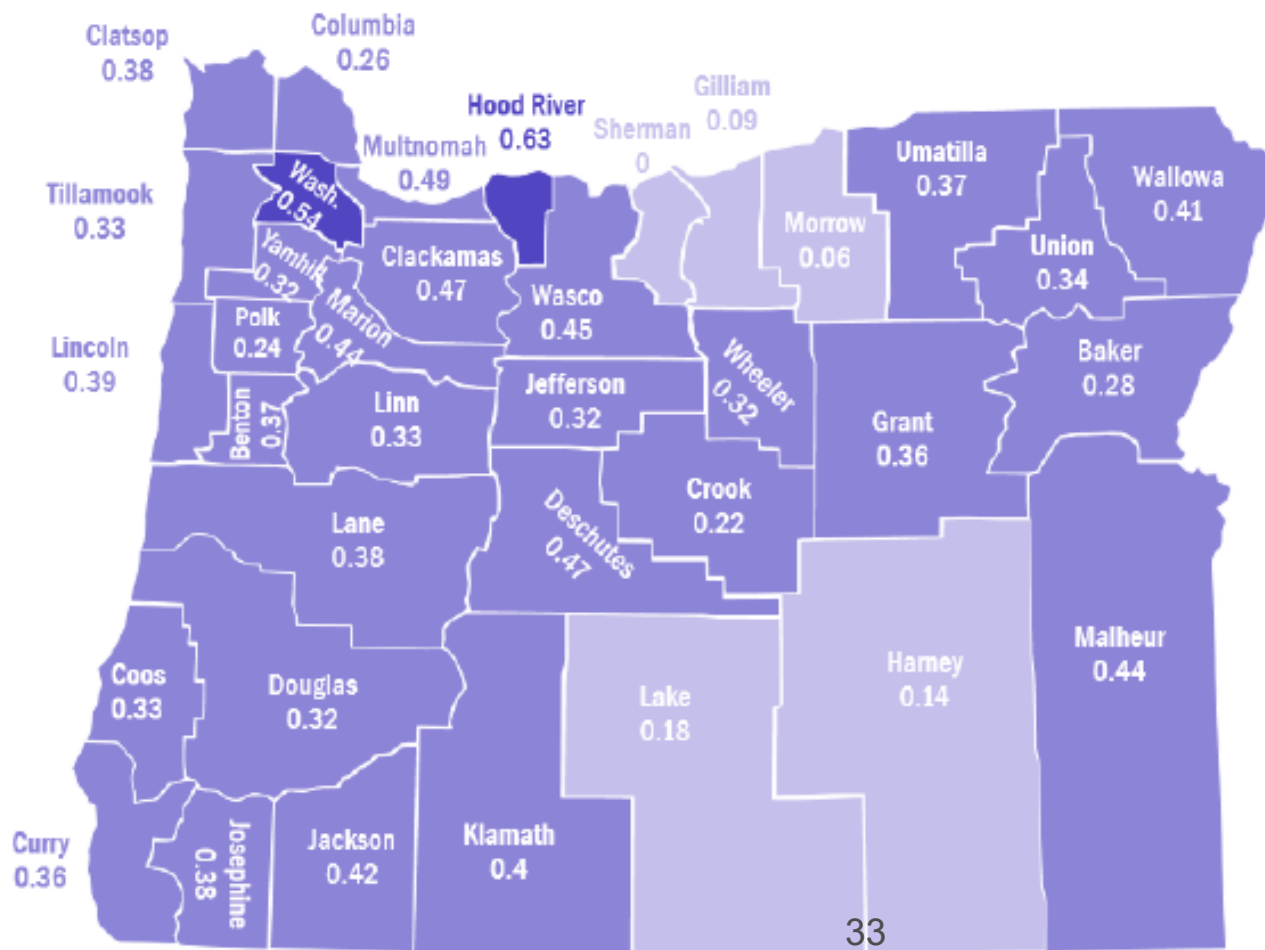 Clatsop
0.38
Columbia
0.26
Multnomah
0.49
Hood River
0.63
Sherman
0
Gilliam
0.09
Morrow
0.06
Umatilla
0.37
Wallowa
0.41
Union
0.34
Tillamook
0.33
Wash.
0.54
Yamhill
0.32
Clackamas
0.47
Wasco
0.45
Polk
0.24
Marion
0.44
Lincoln
0.39
Benton
0.37
Linn
0.33
Jefferson
0.32
Wheeler
0.32
Grant
0.36
Baker
0.28
Lane
0.38
Deschutes
0.47
Crook
0.22
Coos
0.33
Douglas
0.32
Lake
0.18
Harney
0.14
Malheur
0.44
Curry
0.36
Josephine
0.38
Jackson
0.42
Klamath
0.4
33